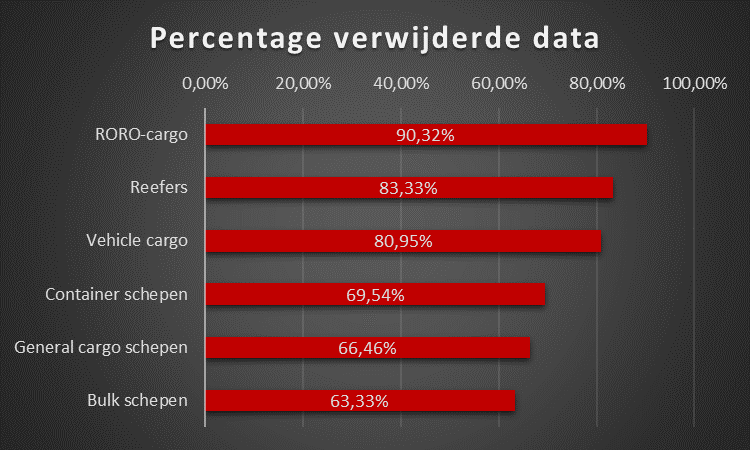 Percentage verwijderde data
0,00% 20,00% 40,00% 60,00% 80,00% 100,00%
RORO-cargo 90,32%
Reefers 83,33%
Vehicle cargo 80,95%
Container schepen 69,54%
General cargo schepen 66,46%
Bulk schepen 63,33%